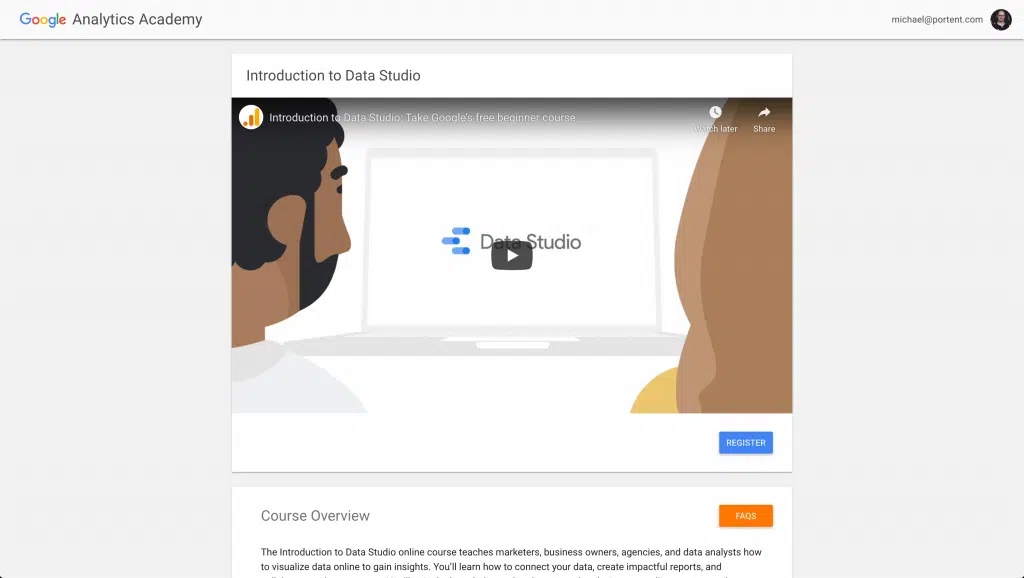 Google Analytics Academy
michael@portent.com
Introduction to Data Studio
Introduction to Data Studio: Take Google's free beginner course
Watch later
Share
Data Studio
REGISTER
Course Overview
FAQS
The Introduction to Data Studio online course teaches marketers, business owners, agencies, and data analysts how
to visualize data online to gain insights. You'll learn how to connect your data, create impactful reports, and